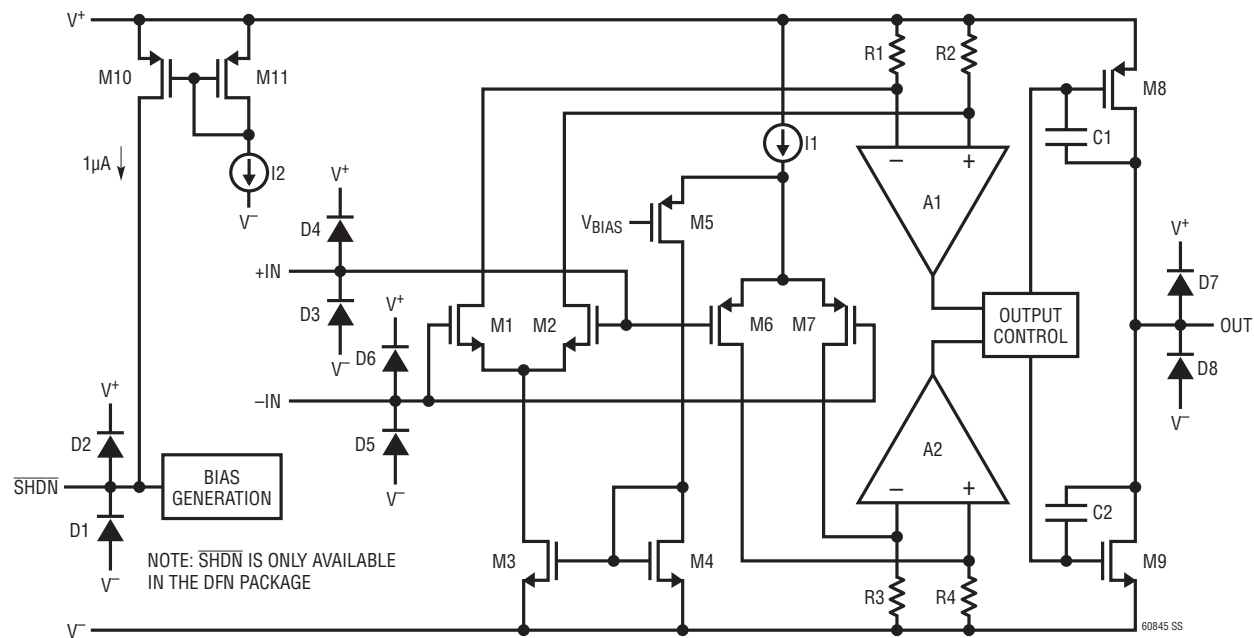 V+
M10
M11
1µA
I2
V–
V+
D4
+IN
D3
V–
V+
D6
–IN
D5
V–
V+
D2
SHDN
D1
V–
BIAS
GENERATION
NOTE: SHDN IS ONLY AVAILABLE
IN THE DFN PACKAGE
V–
R1
R2
I1
VBIAS
M5
M1
M2
M6
M7
M3
M4
–
+
A1
A2
–
+
R3
R4
OUTPUT
CONTROL
M8
C1
V+
D7
OUT
D8
V–
C2
M9
60845 SS